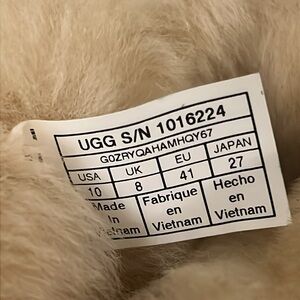 UGG S/N 1016224
G0ZRYQAHAMHQY67
USA UK EU JAPAN
10 8 41 27
Made In Vietnam
Fabrique en Vietnam
Hecho en Vietnam